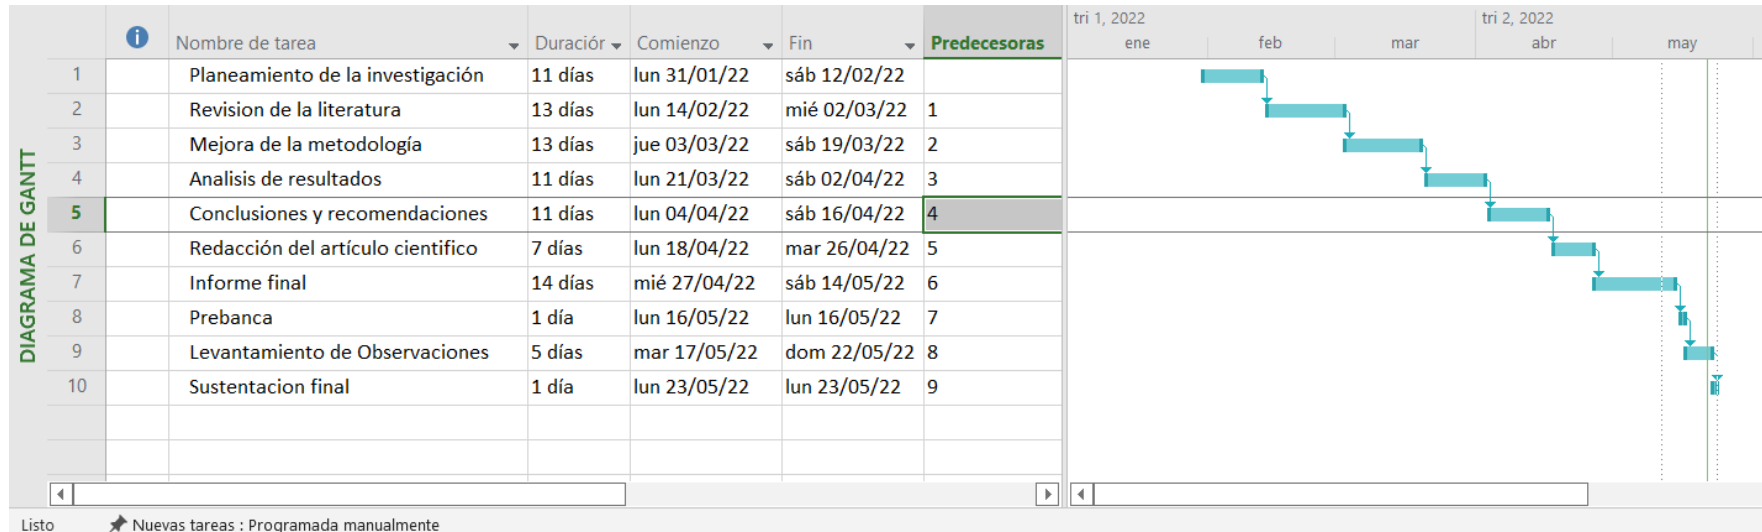 tri 1, 2022 tri 2, 2022
Nombre de tarea Duraciór Comienzo Fin Predecesoras ene feb mar abr may
1 Planeamiento de la investigación 11 días lun 31/01/22 sáb 12/02/22
2 Revision de la literatura 13 días lun 14/02/22 mié 02/03/22 1
3 Mejora de la metodología 13 días jue 03/03/22 sáb 19/03/22 2
4 Analisis de resultados 11 días lun 21/03/22 sáb 02/04/22 3
5 Conclusiones y recomendaciones 11 días lun 04/04/22 sáb 16/04/22 4
6 Redacción del artículo cientifico 7 días lun 18/04/22 mar 26/04/22 5
7 Informe final 14 días mié 27/04/22 sáb 14/05/22 6
8 Prebanca 1 día lun 16/05/22 lun 16/05/22 7
9 Levantamiento de Observaciones 5 días mar 17/05/22 dom 22/05/22 8
10 Sustentacion final 1 día lun 23/05/22 lun 23/05/22 9
DIAGRAMA DE GANTT
Listo Nuevas tareas : Programada manualmente